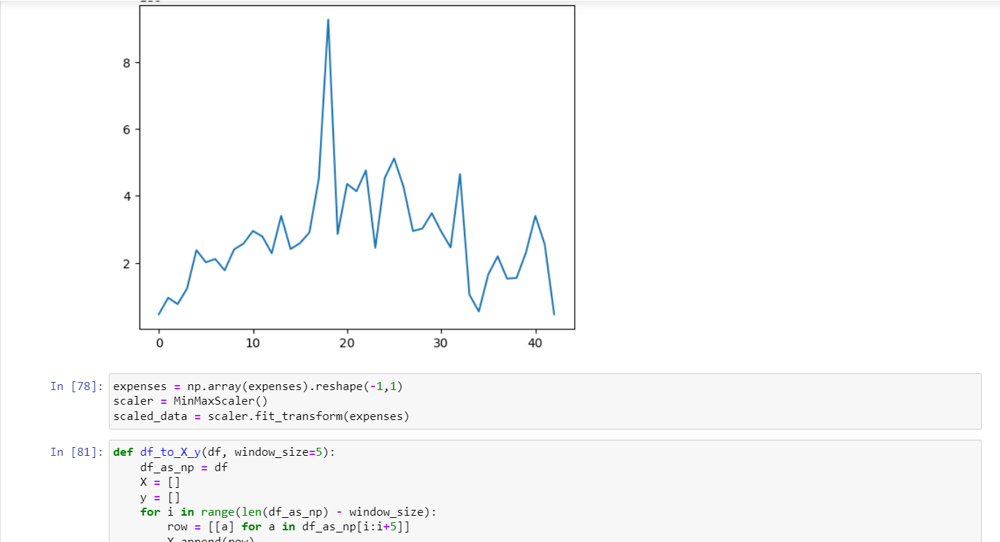 8
6
4
2
0 10 20 30 40
In [78]: expenses = np.array(expenses).reshape(-1,1)
scaler = MinMaxScaler()
scaled_data = scaler.fit_transform(expenses)
In [81]: def df_to_X_y(df, window_size=5):
df_as_np = df
X = []
y = []
for i in range(len(df_as_np) - window_size):
row = [[a] for a in df_as_np[i:i+5]]
X.append(row)